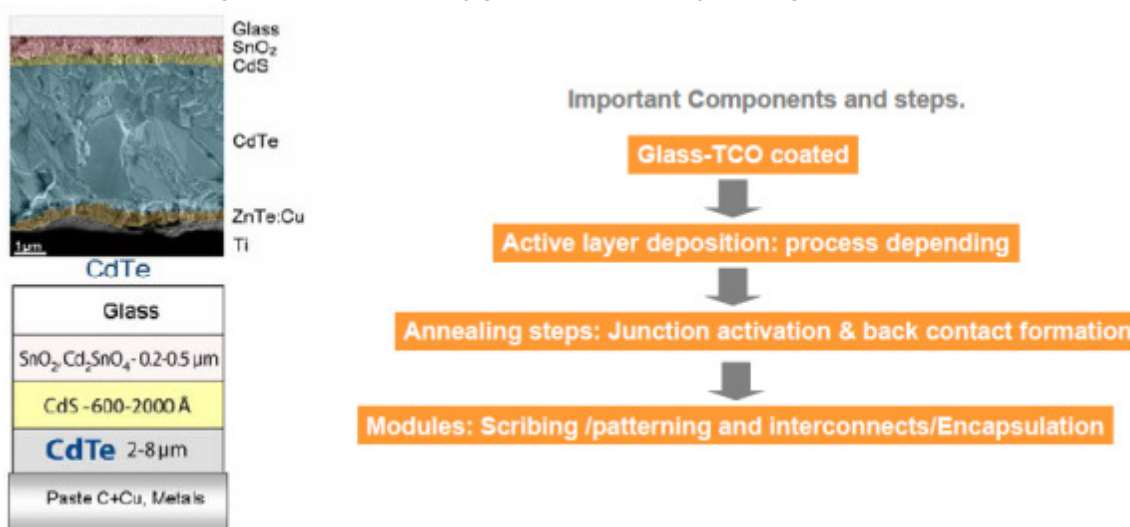 Glass
SnO₂
CdS
CdTe
ZnTe:Cu
Ti
1μm
CdTe
Glass
SnO₂, Cd₂SnO₄ - 0.2-0.5 μm
CdS -600-2000 Å
CdTe 2-8μm
Paste C+Cu, Metals
Important Components and steps.
Glass-TCO coated
Active layer deposition: process depending
Annealing steps: Junction activation & back contact formation
Modules: Scribing /patterning and interconnects/Encapsulation